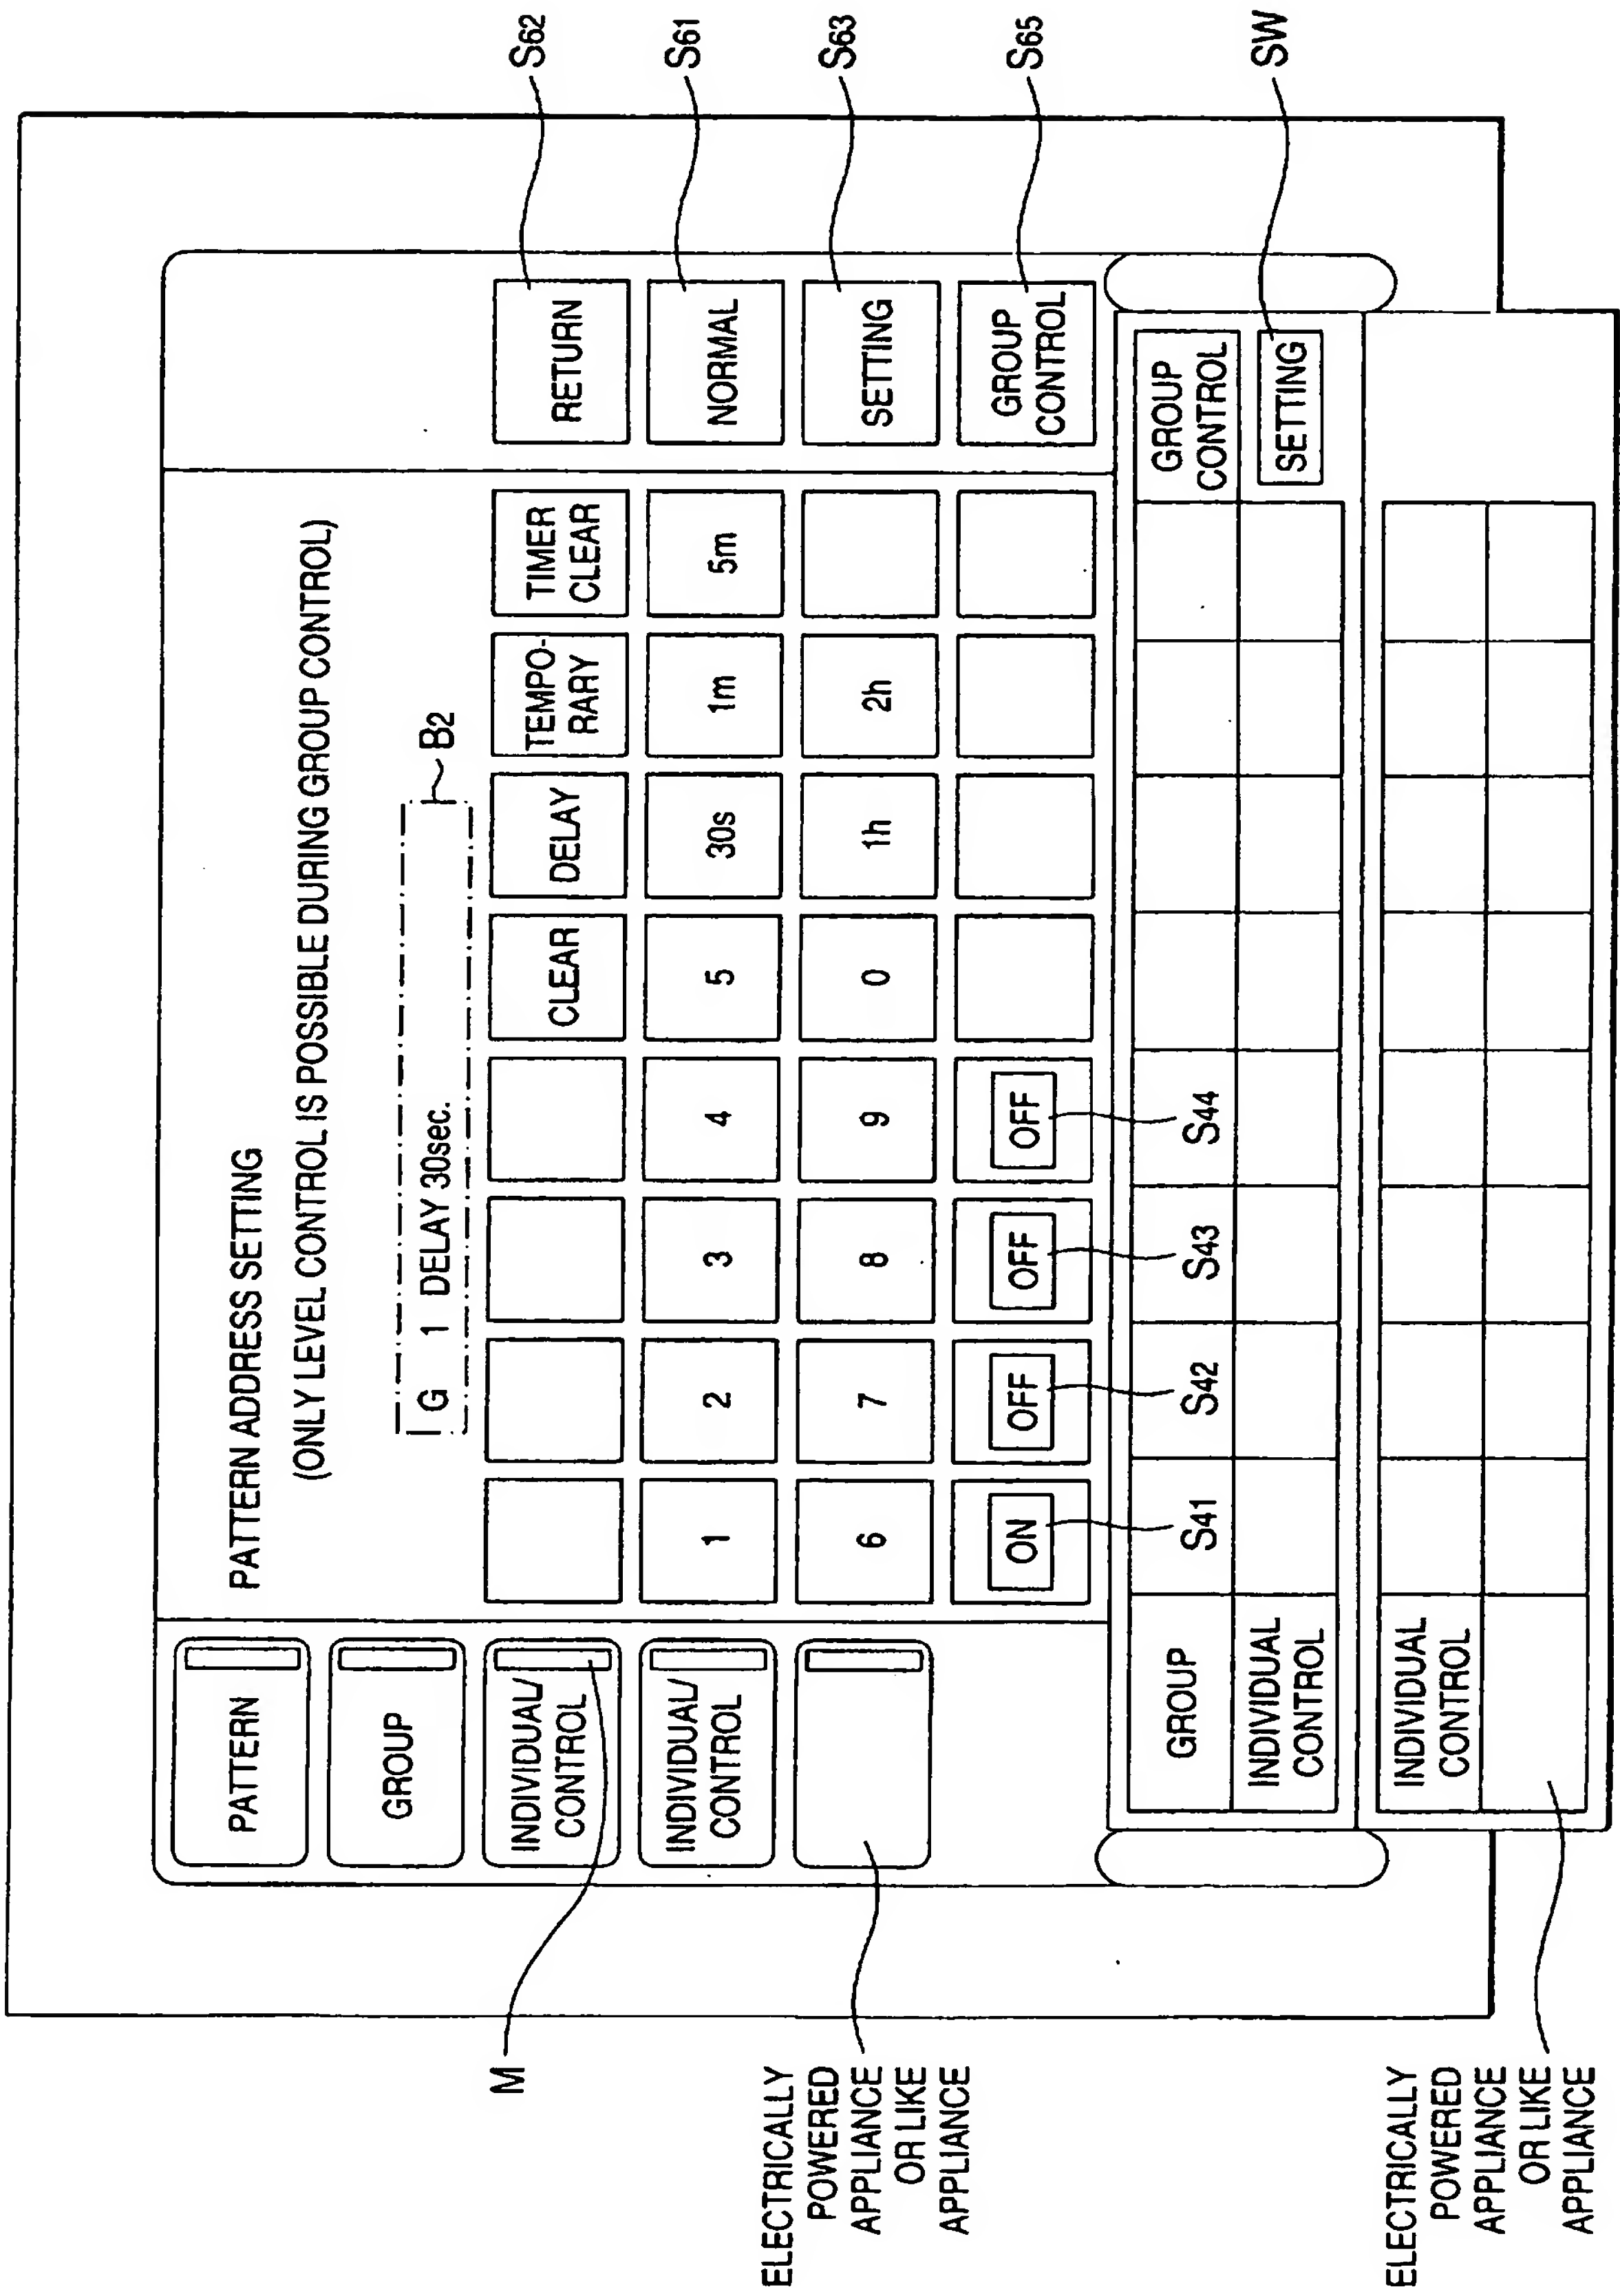 PATTERN ADDRESS SETTING
(ONLY LEVEL CONTROL IS POSSIBLE DURING GROUP CONTROL)
G 1 DELAY 30sec.
B2
PATTERN
GROUP
INDIVIDUAL/
CONTROL
INDIVIDUAL/
CONTROL
M
ELECTRICALLY
POWERED
APPLIANCE
OR LIKE
APPLIANCE
CLEAR
DELAY
TEMPO-
RARY
TIMER
CLEAR
RETURN
S62
1
2
3
4
5
30s
1m
5m
NORMAL
S61
6
7
8
9
0
1h
2h
SETTING
S63
ON
OFF
OFF
OFF
GROUP
CONTROL
S65
GROUP
S41
S42
S43
S44
GROUP
CONTROL
INDIVIDUAL
CONTROL
SETTING
SW
INDIVIDUAL
CONTROL
ELECTRICALLY
POWERED
APPLIANCE
OR LIKE
APPLIANCE